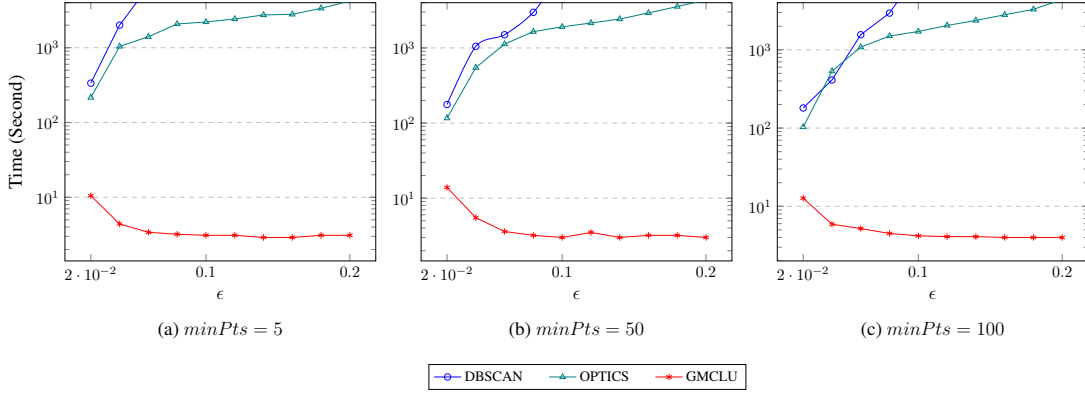 Time (Second)
10^3
10^2
10^1
2 · 10^−2
0.1
0.2
ϵ
(a) minPts = 5
10^3
10^2
10^1
2 · 10^−2
0.1
0.2
ϵ
(b) minPts = 50
10^3
10^2
10^1
2 · 10^−2
0.1
0.2
ϵ
(c) minPts = 100
DBSCAN OPTICS GMCLU